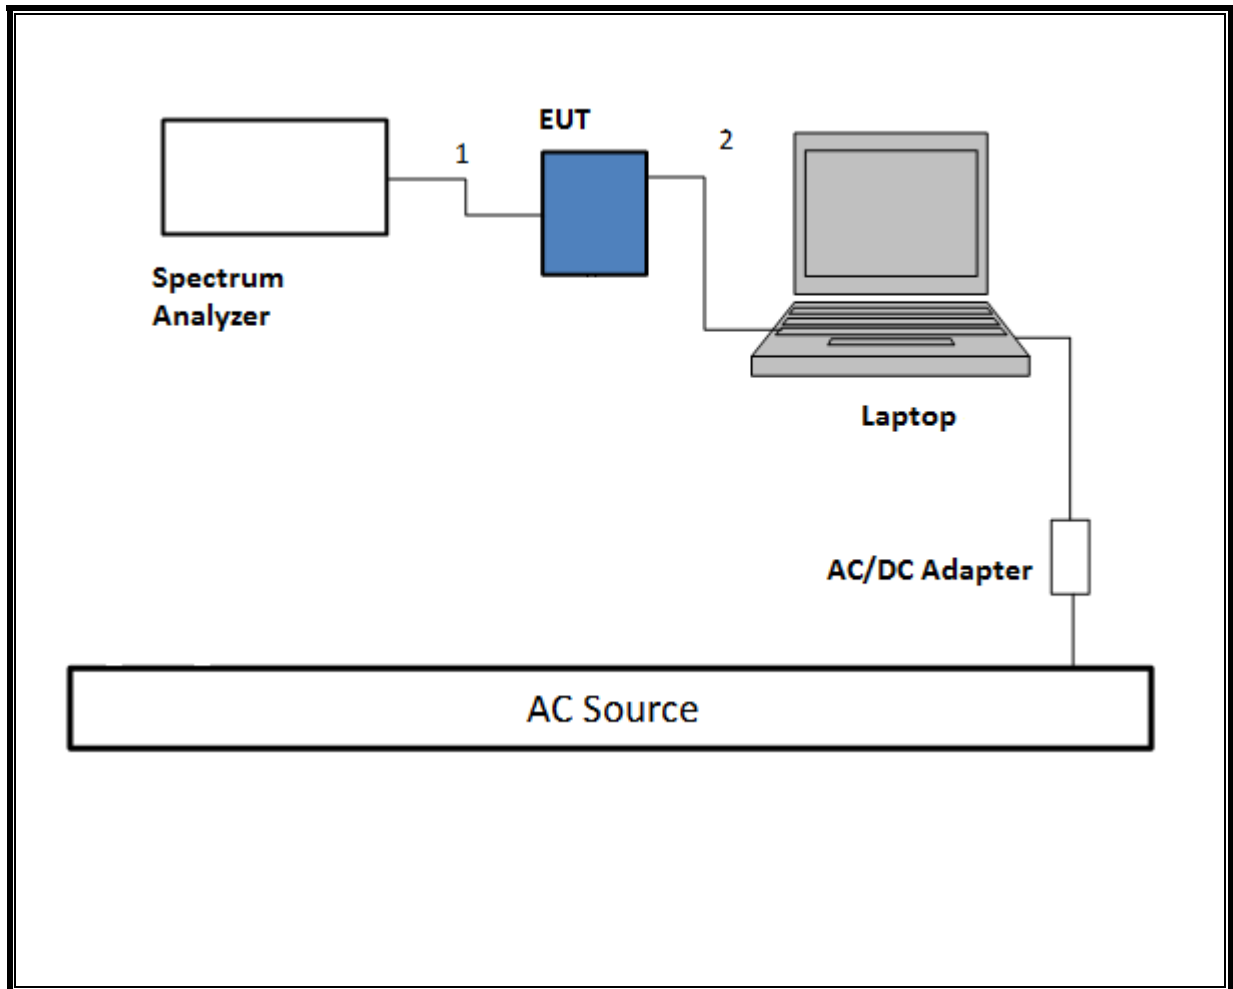 EUT
1
2
Spectrum
Analyzer
Laptop
AC/DC Adapter
AC Source